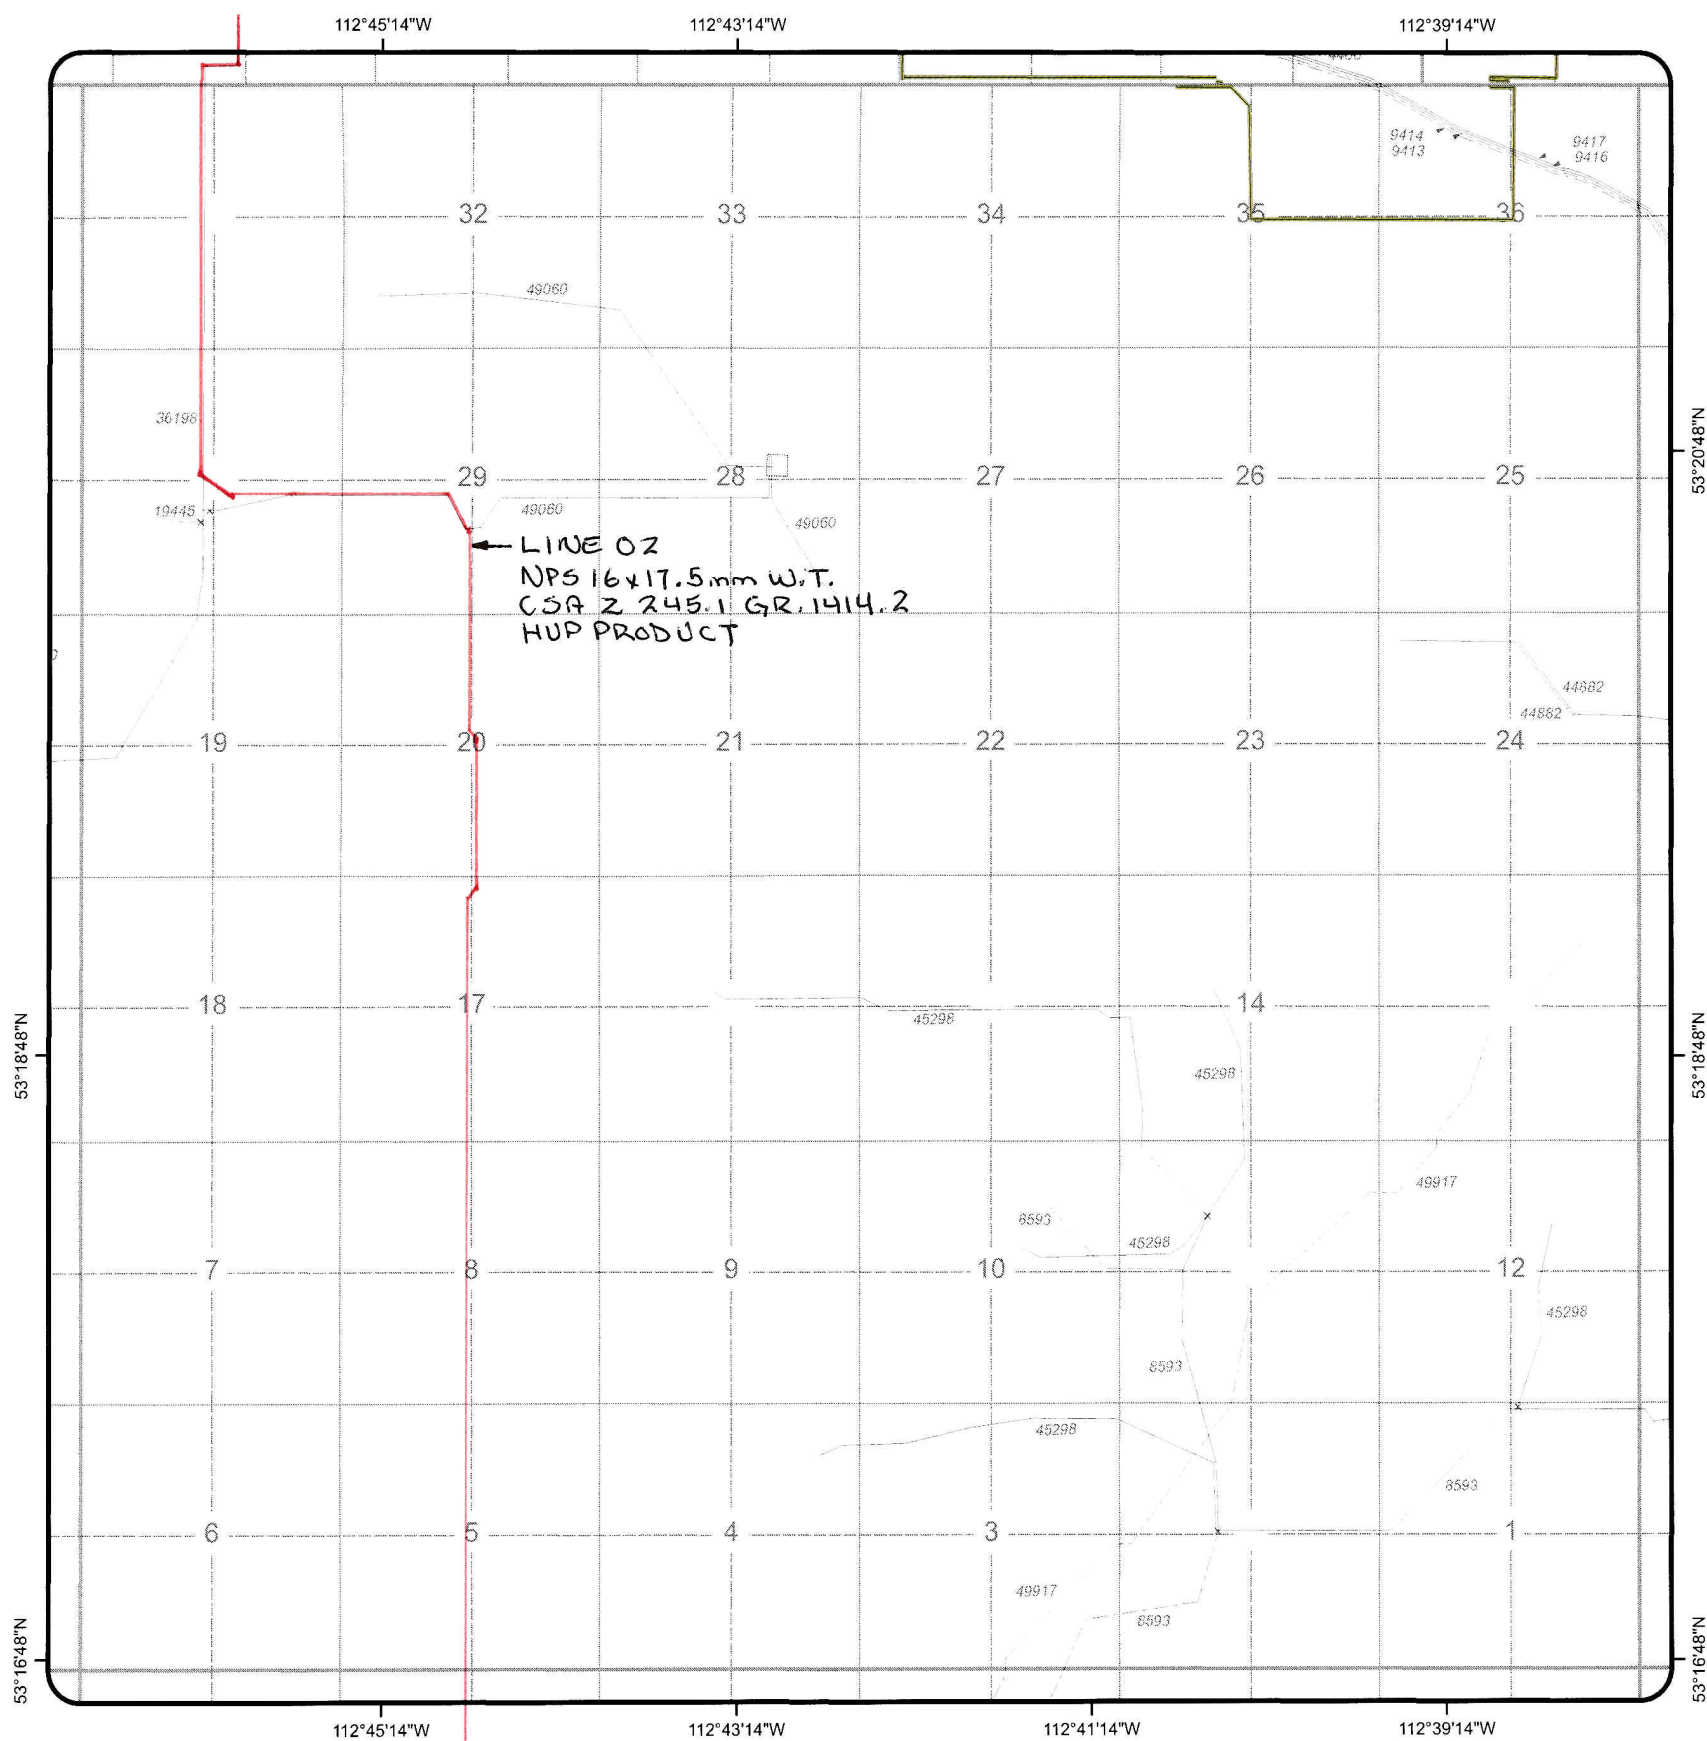 112°45'14"W 112°43'14"W 112°39'14"W
9414 9417
9413 9416
32 33 34 35 36
49060
36198
53°20'48"N
29 28 27 26 25
19445 49060 49060
LINE 02
NPS 16x17.5mm W.T.
CSA Z 245.1 GR.1414.2
HVP PRODUCT
44882
44882
19 20 21 22 23 24
18 17 14
45298
53°18'48"N 53°18'48"N
45298
49917
8593
45298
7 8 9 10 12
45298
8593
45298
8593
6 5 4 3 1
49917
8593
53°16'48"N 53°16'48"N
112°45'14"W 112°43'14"W 112°41'14"W 112°39'14"W